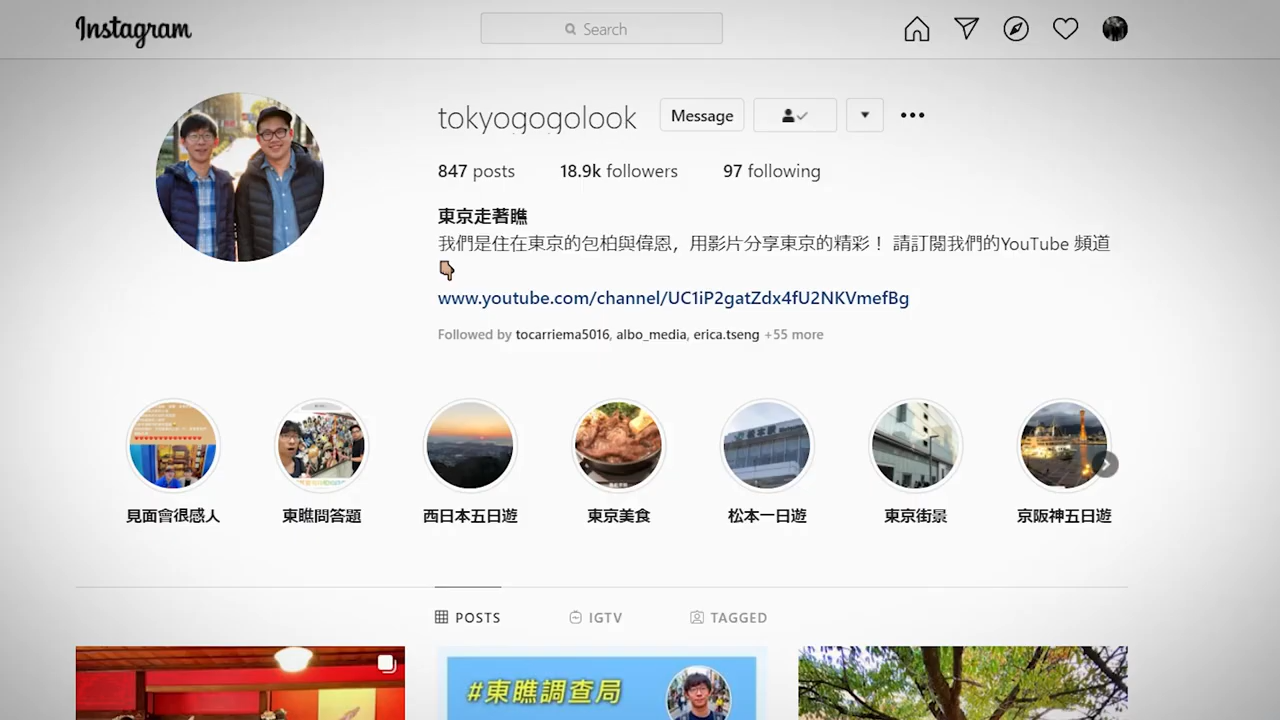 Instagram
Search
tokyogogolook
Message
847 posts
18.9k followers
97 following
東京走著瞧
我們是住在東京的包柏與偉恩，用影片分享東京的精彩！ 請訂閱我們的YouTube 頻道
👇🏽
www.youtube.com/channel/UC1iP2gatZdx4fU2NKVmefBg
Followed by tocarriema5016, albo_media, erica.tseng +55 more
見面會很感人
東瞧問答題
西日本五日遊
東京美食
松本一日遊
東京街景
京阪神五日遊
POSTS
IGTV
TAGGED
#東瞧調查局